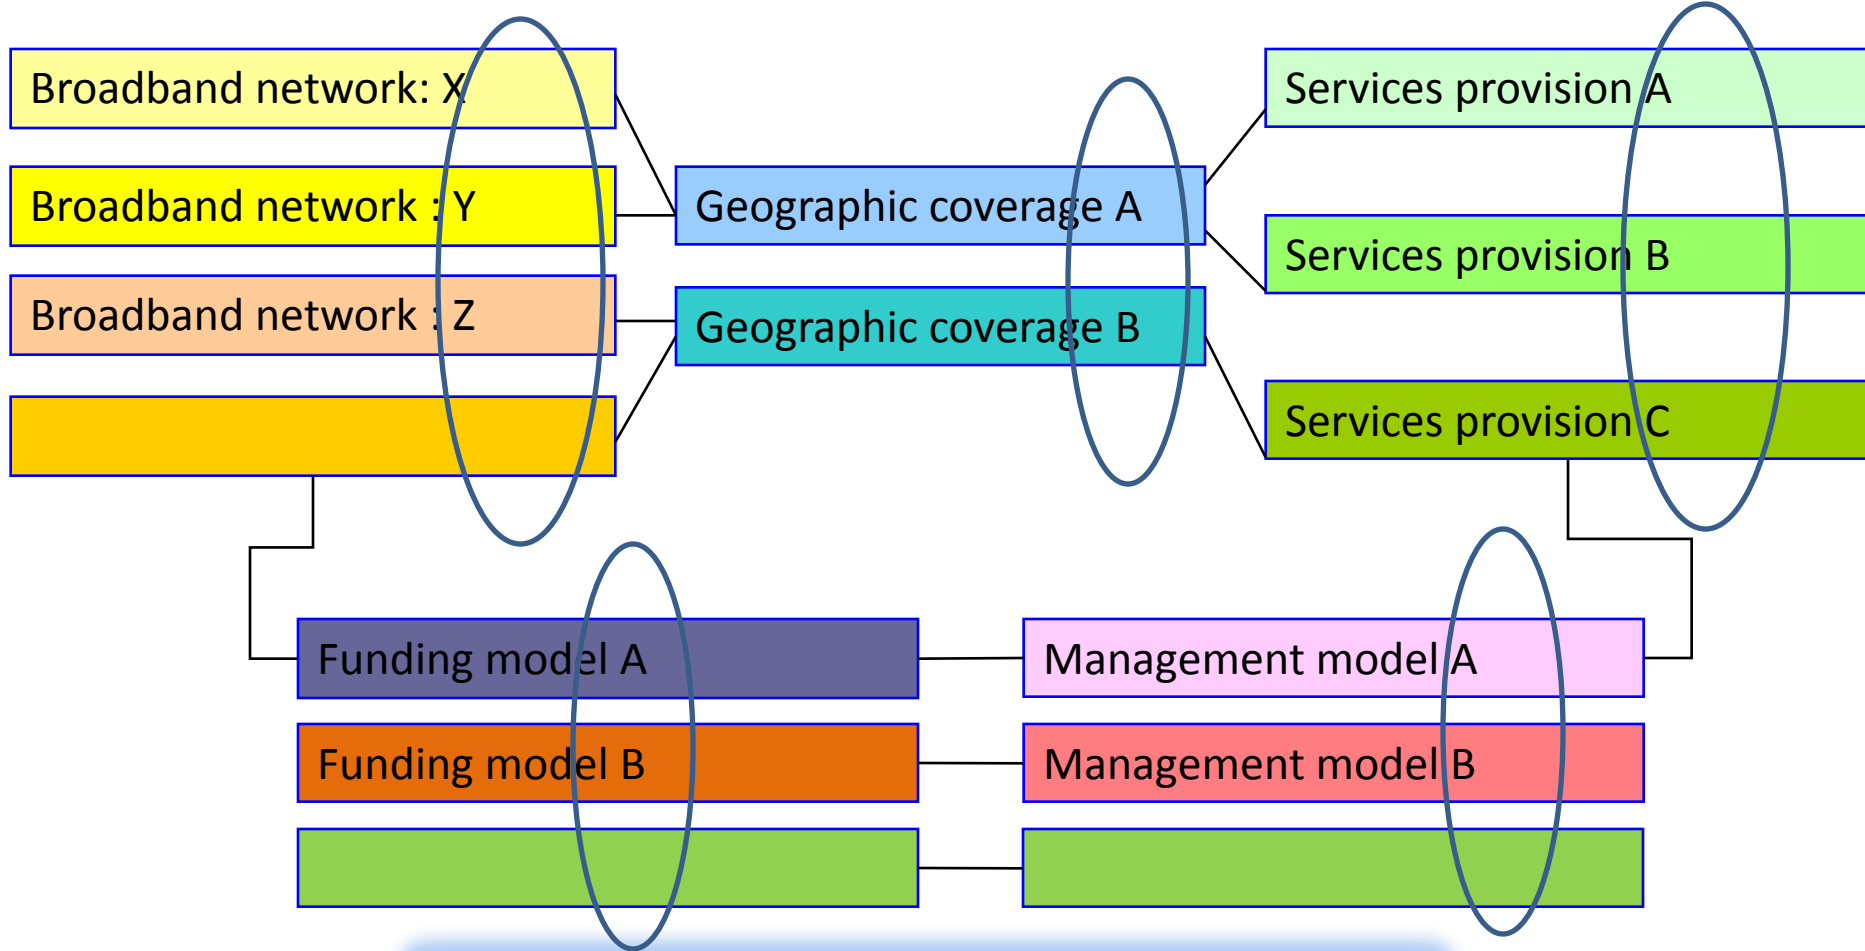 Broadband network: X
Broadband network : Y
Broadband network : Z
Geographic coverage A
Geographic coverage B
Services provision A
Services provision B
Services provision C
Funding model A
Funding model B
Management model A
Management model B